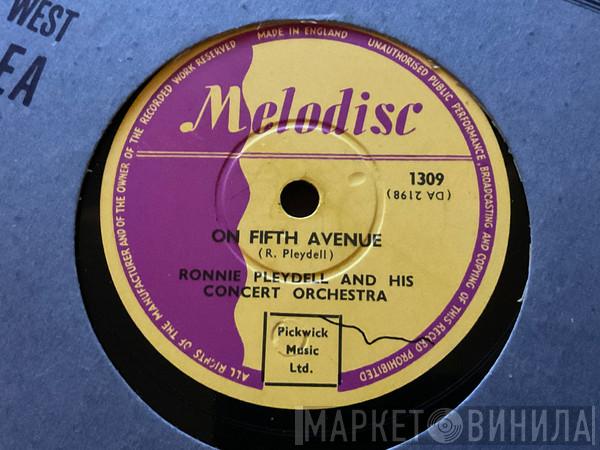 WEST
EA
ALL RIGHTS OF THE MANUFACTURER AND OF THE OWNER OF THE RECORDED WORK RESERVED
MADE IN ENGLAND
UNAUTHORISED PUBLIC PERFORMANCE, BROADCASTING AND COPYING OF THIS RECORD PROHIBITED
Melodisc
1309
(DA 2198)
ON FIFTH AVENUE
(R. Pleydell)
RONNIE PLEYDELL AND HIS
CONCERT ORCHESTRA
Pickwick
Music
Ltd.
МАРКЕТ ВИНИЛА